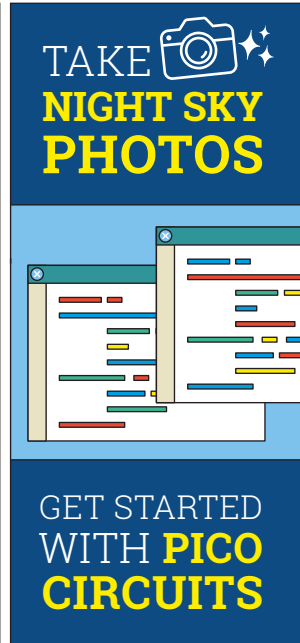 TAKE
NIGHT SKY
PHOTOS
GET STARTED
WITH PICO
CIRCUITS